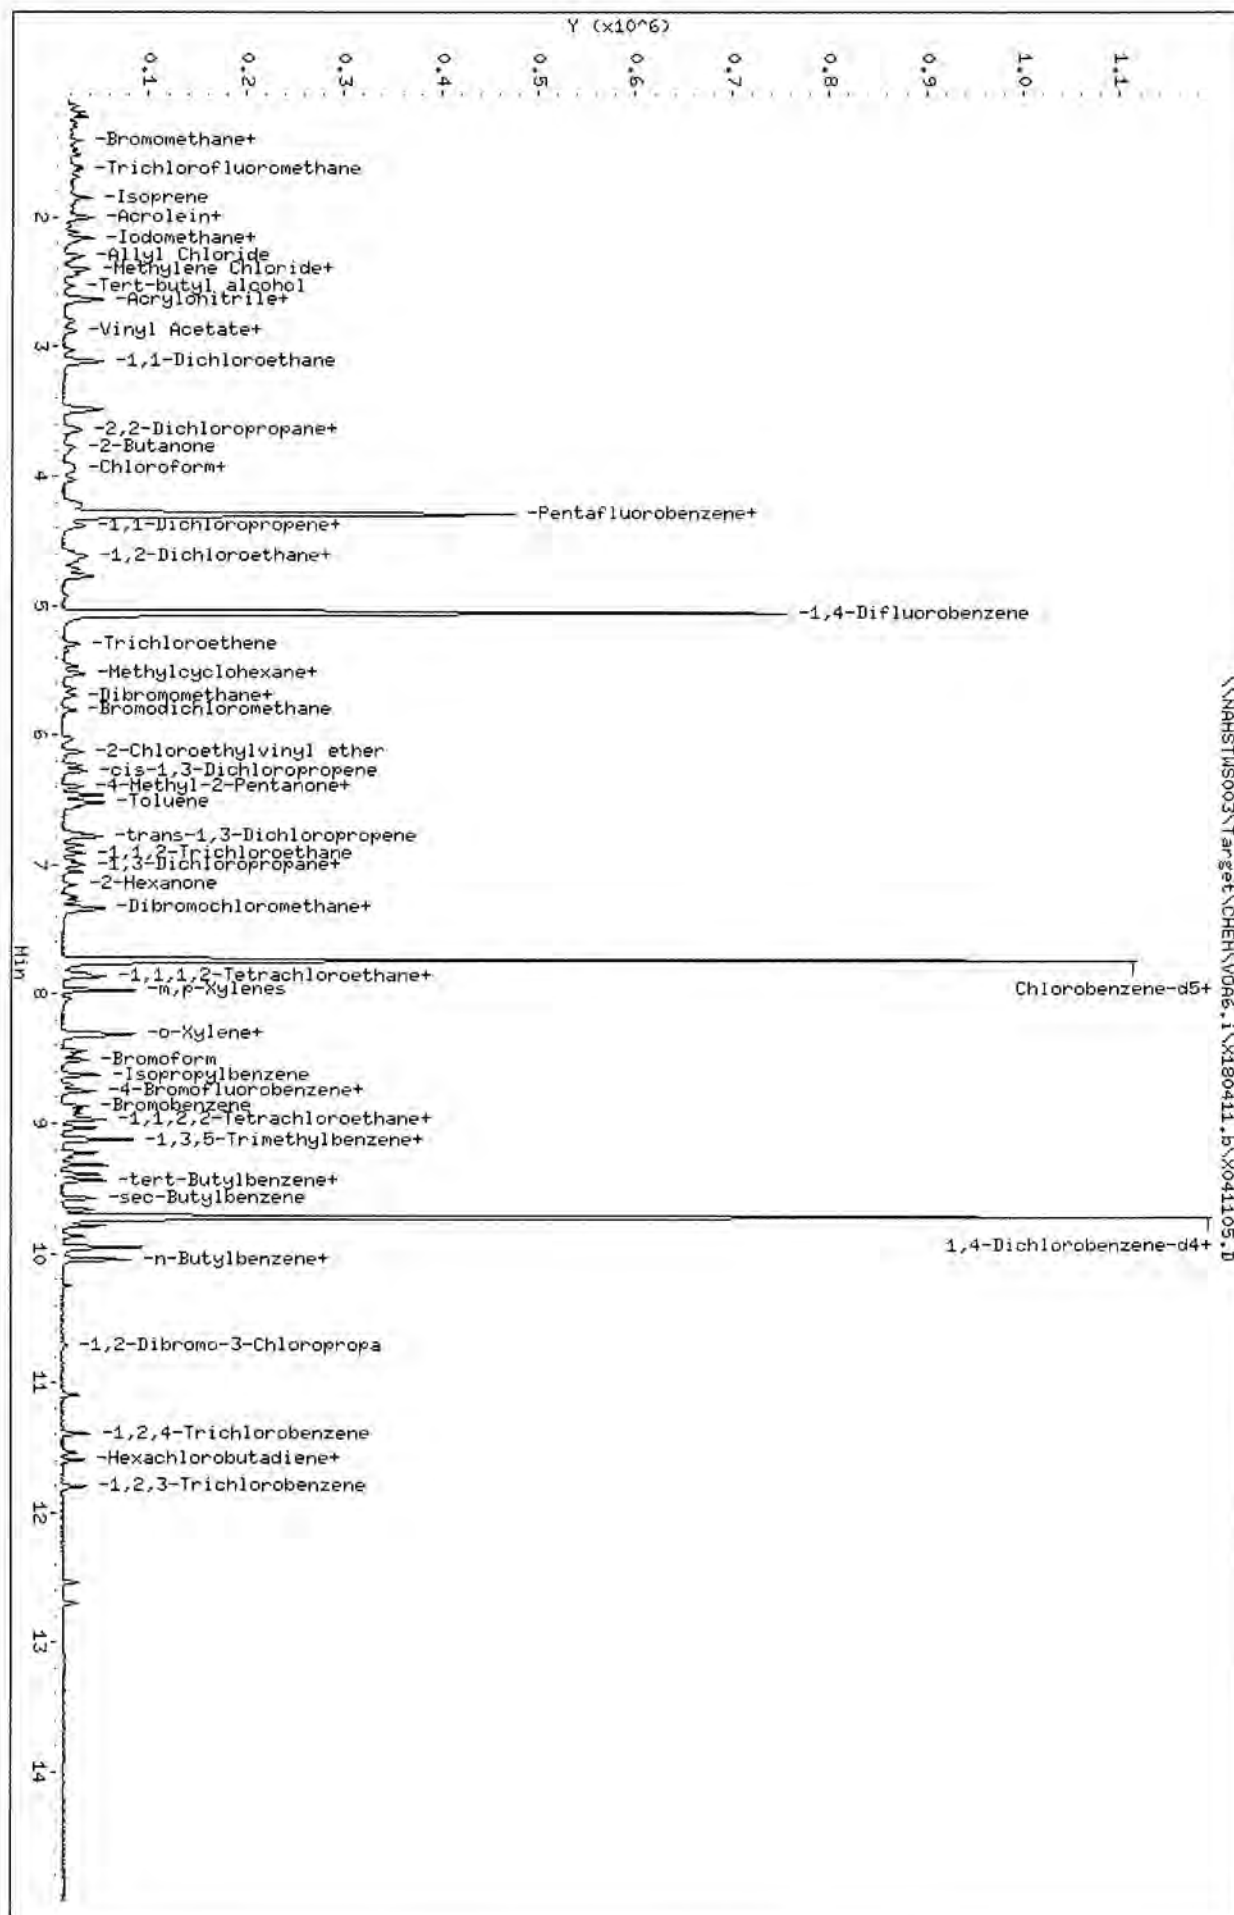 \\NAHSTWS003\Target\CHEM\VOA6.i\X180411.b\X041105.D
Y (x10^6)
0.1
0.2
0.3
0.4
0.5
0.6
0.7
0.8
0.9
1.0
1.1
-Bromomethane+
-Trichlorofluoromethane
-Isoprene
-Acrolein+
-Iodomethane+
-Allyl Chloride
-Methylene Chloride+
-Tert-butyl alcohol
-Acrylonitrile+
-Vinyl Acetate+
-1,1-Dichloroethane
-2,2-Dichloropropane+
-2-Butanone
-Chloroform+
-Pentafluorobenzene+
-1,1-Dichloropropene+
-1,2-Dichloroethane+
-1,4-Difluorobenzene
-Trichloroethene
-Methylcyclohexane+
-Dibromomethane+
-Bromodichloromethane
-2-Chloroethylvinyl ether
-cis-1,3-Dichloropropene
-4-Methyl-2-Pentanone+
-Toluene
-trans-1,3-Dichloropropene
-1,1,2-Trichloroethane
-1,3-Dichloropropane+
-2-Hexanone
-Dibromochloromethane+
Chlorobenzene-d5+
-1,1,1,2-Tetrachloroethane+
-m,p-Xylenes
-o-Xylene+
-Bromoform
-Isopropylbenzene
-4-Bromofluorobenzene+
-Bromobenzene
-1,1,2,2-Tetrachloroethane+
-1,3,5-Trimethylbenzene+
-tert-Butylbenzene+
-sec-Butylbenzene
1,4-Dichlorobenzene-d4+
-n-Butylbenzene+
-1,2-Dibromo-3-Chloropropa
-1,2,4-Trichlorobenzene
-Hexachlorobutadiene+
-1,2,3-Trichlorobenzene
2
3
4
5
6
7
8
9
10
11
12
13
14
Min